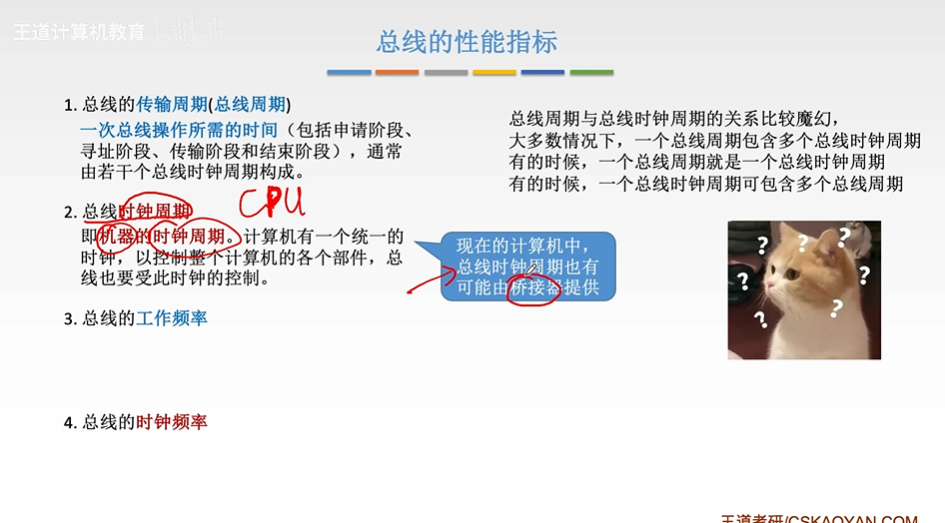 王道计算机教育
总线的性能指标
1. 总线的传输周期(总线周期)
一次总线操作所需的时间（包括申请阶段、
寻址阶段、传输阶段和结束阶段），通常
由若干个总线时钟周期构成。
2. 总线时钟周期
CPU
即机器的时钟周期。计算机有一个统一的
时钟，以控制整个计算机的各个部件，总
线也要受此时钟的控制。
现在的计算机中，
总线时钟周期也有
可能由桥接器提供
3. 总线的工作频率
4. 总线的时钟频率
总线周期与总线时钟周期的关系比较魔幻，
大多数情况下，一个总线周期包含多个总线时钟周期
有的时候，一个总线周期就是一个总线时钟周期
有的时候，一个总线时钟周期可包含多个总线周期
? ? ?
? ?
? ?
王道考研/CSKAOYAN.COM